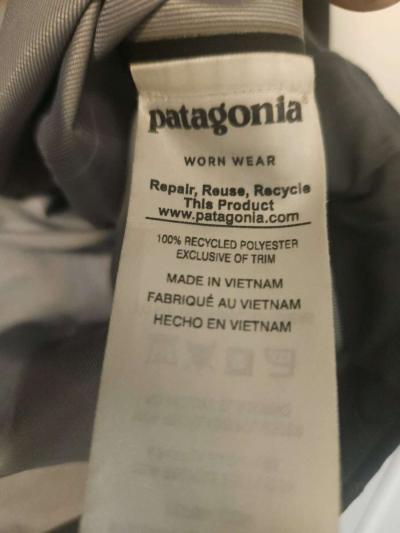 patagonia
WORN WEAR
Repair, Reuse, Recycle
This Product
www.patagonia.com
100% RECYCLED POLYESTER
EXCLUSIVE OF TRIM
MADE IN VIETNAM
FABRIQUÉ AU VIETNAM
HECHO EN VIETNAM